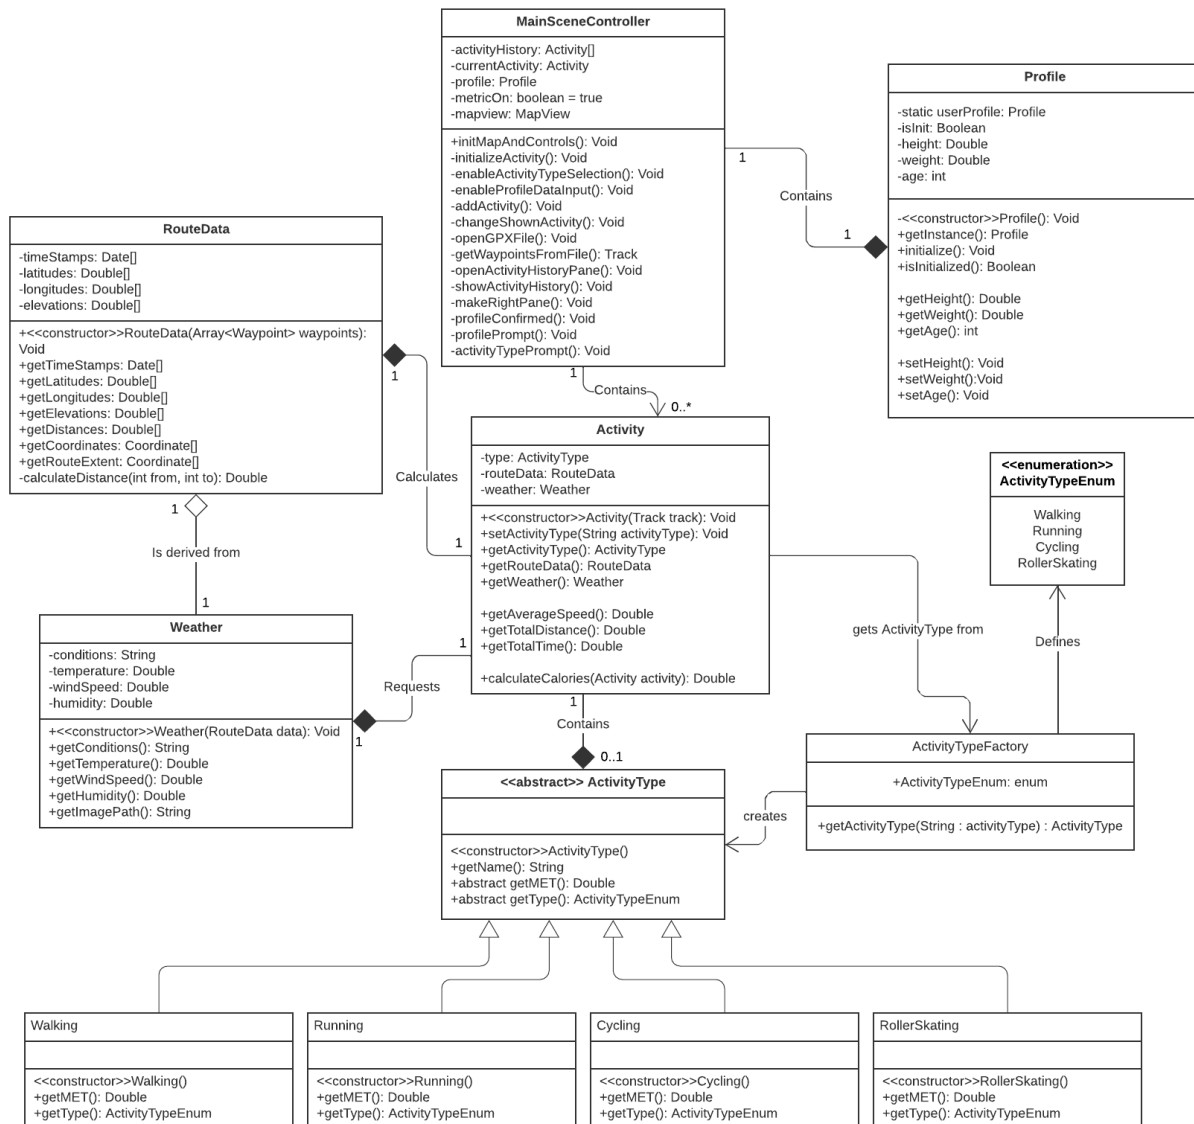 MainSceneController
-activityHistory: Activity[]
-currentActivity: Activity
-profile: Profile
-metricOn: boolean = true
-mapview: MapView
+initMapAndControls(): Void
-initializeActivity(): Void
-enableActivityTypeSelection(): Void
-enableProfileDataInput(): Void
-addActivity(): Void
-changeShownActivity(): Void
-openGPXFile(): Void
-getWaypointsFromFile(): Track
-openActivityHistoryPane(): Void
-showActivityHistory(): Void
-makeRightPane(): Void
-profileConfirmed(): Void
-profilePrompt(): Void
-activityTypePrompt(): Void
1
Contains
1
Profile
-static userProfile: Profile
-isInit: Boolean
-height: Double
-weight: Double
-age: int
-<<constructor>>Profile(): Void
+getInstance(): Profile
+initialize(): Void
+isInitialized(): Boolean
+getHeight(): Double
+getWeight(): Double
+getAge(): int
+setHeight(): Void
+setWeight():Void
+setAge(): Void
RouteData
-timeStamps: Date[]
-latitudes: Double[]
-longitudes: Double[]
-elevations: Double[]
+<<constructor>>RouteData(Array<Waypoint> waypoints):
Void
+getTimeStamps: Date[]
+getLatitudes: Double[]
+getLongitudes: Double[]
+getElevations: Double[]
+getDistances: Double[]
+getCoordinates: Coordinate[]
+getRouteExtent: Coordinate[]
-calculateDistance(int from, int to): Double
1
Calculates
1
1
Contains
0..*
Activity
-type: ActivityType
-routeData: RouteData
-weather: Weather
+<<constructor>>Activity(Track track): Void
+setActivityType(String activityType): Void
+getActivityType(): ActivityType
+getRouteData(): RouteData
+getWeather(): Weather
+getAverageSpeed(): Double
+getTotalDistance(): Double
+getTotalTime(): Double
+calculateCalories(Activity activity): Double
<<enumeration>>
ActivityTypeEnum
Walking
Running
Cycling
RollerSkating
1
Is derived from
1
Weather
-conditions: String
-temperature: Double
-windSpeed: Double
-humidity: Double
+<<constructor>>Weather(RouteData data): Void
+getConditions(): String
+getTemperature(): Double
+getWindSpeed(): Double
+getHumidity(): Double
+getImagePath(): String
1
Requests
1
gets ActivityType from
Defines
1
Contains
0..1
ActivityTypeFactory
+ActivityTypeEnum: enum
+getActivityType(String : activityType) : ActivityType
creates
<<abstract>> ActivityType
<<constructor>>ActivityType()
+getName(): String
+abstract getMET(): Double
+abstract getType(): ActivityTypeEnum
Walking
<<constructor>>Walking()
+getMET(): Double
+getType(): ActivityTypeEnum
Running
<<constructor>>Running()
+getMET(): Double
+getType(): ActivityTypeEnum
Cycling
<<constructor>>Cycling()
+getMET(): Double
+getType(): ActivityTypeEnum
RollerSkating
<<constructor>>RollerSkating()
+getMET(): Double
+getType(): ActivityTypeEnum